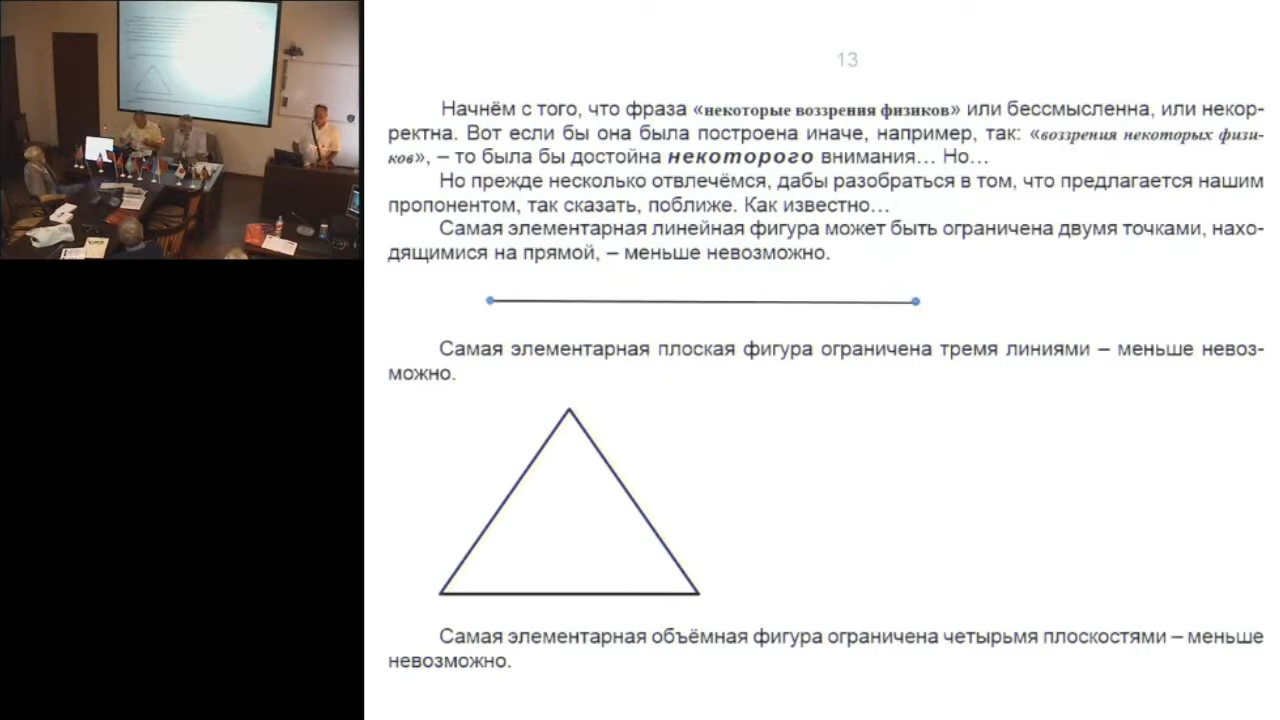 13
Начнём с того, что фраза «некоторые воззрения физиков» или бессмысленна, или некор-
ректна. Вот если бы она была построена иначе, например, так: «воззрения некоторых физи-
ков», – то была бы достойна некоторого внимания… Но…
Но прежде несколько отвлечёмся, дабы разобраться в том, что предлагается нашим
пропонентом, так сказать, поближе. Как известно…
Самая элементарная линейная фигура может быть ограничена двумя точками, нахо-
дящимися на прямой, – меньше невозможно.
Самая элементарная плоская фигура ограничена тремя линиями – меньше невоз-
можно.
Самая элементарная объёмная фигура ограничена четырьмя плоскостями – меньше
невозможно.